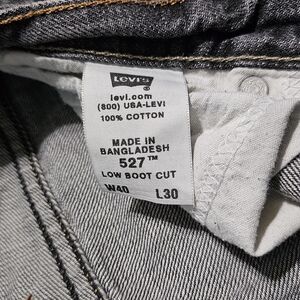 Levi's
®
levi.com
(800) USA-LEVI
100% COTTON
MADE IN
BANGLADESH
527™
LOW BOOT CUT
W40 L30